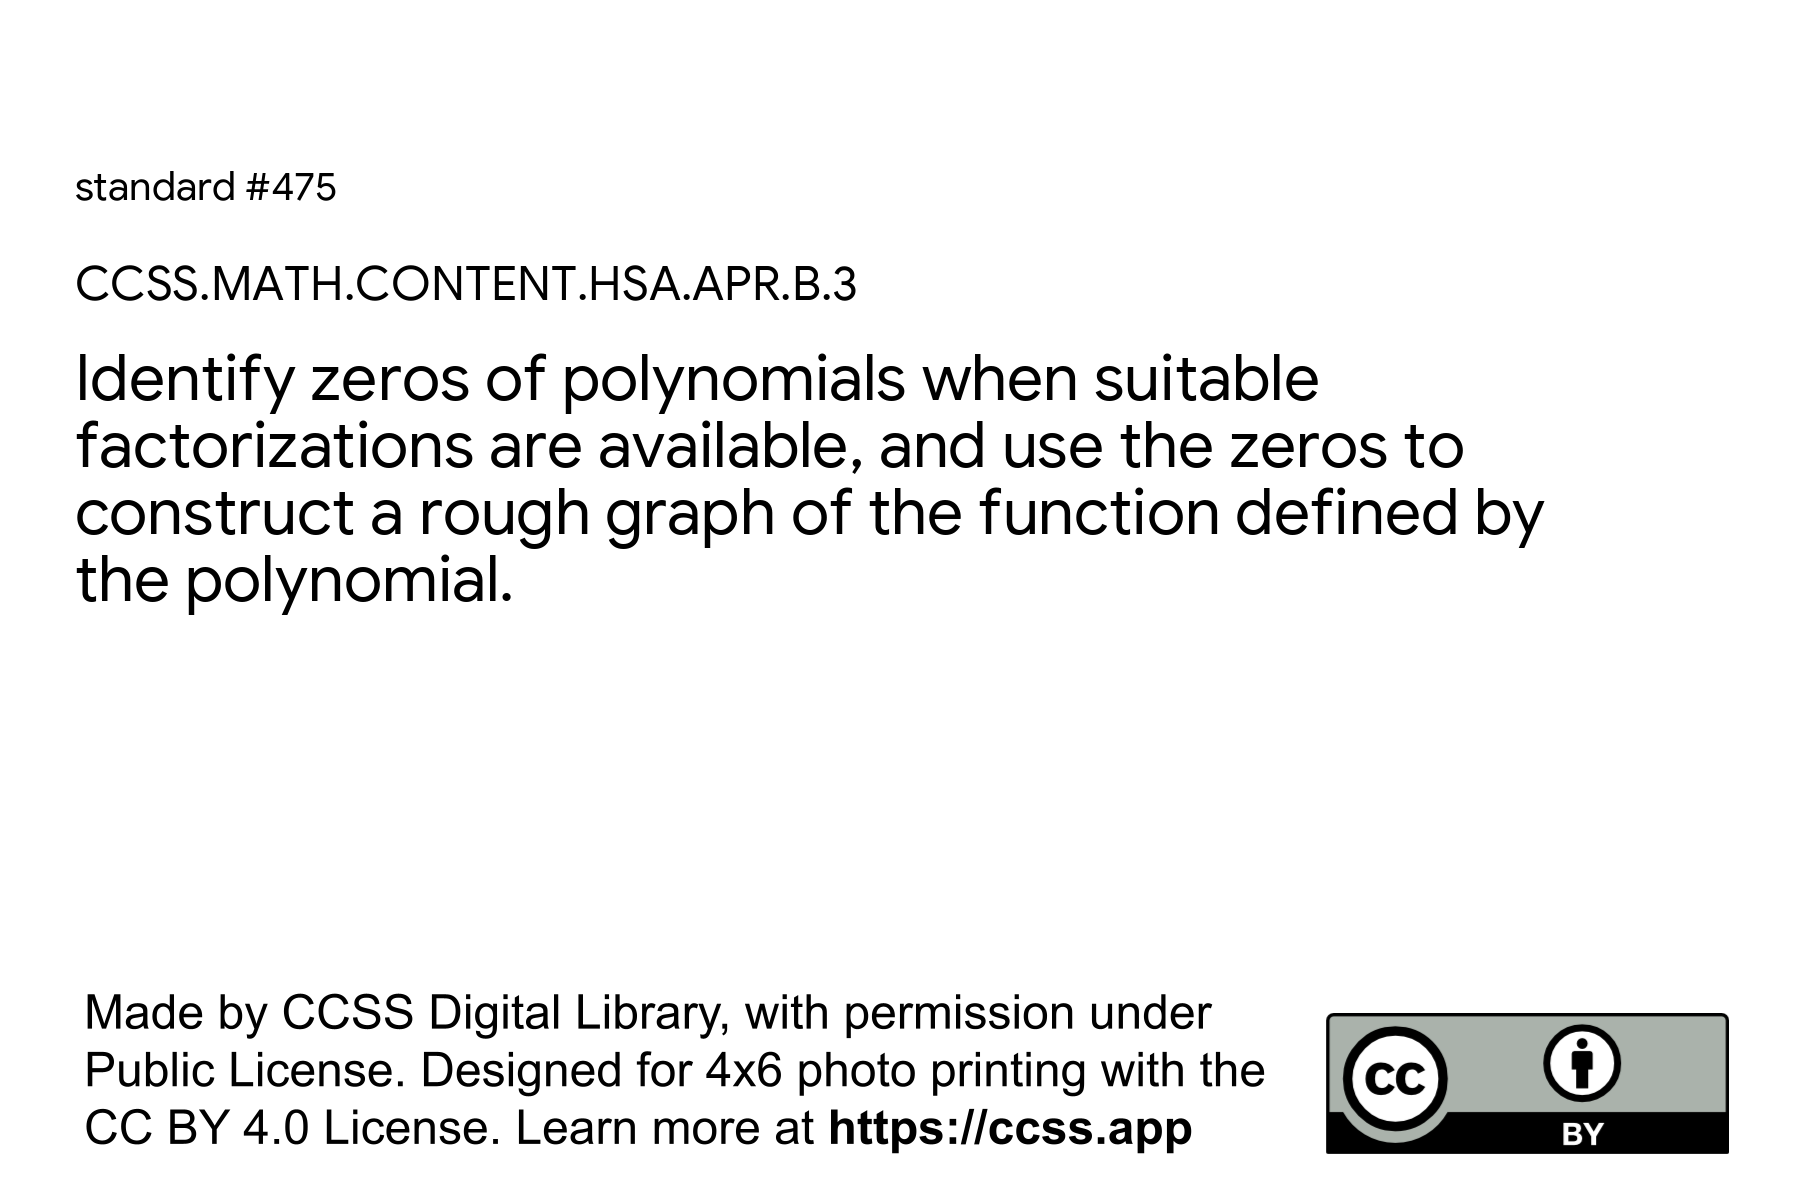 standard #475
CCSS.MATH.CONTENT.HSA.APR.B.3
Identify zeros of polynomials when suitable
factorizations are available, and use the zeros to
construct a rough graph of the function defined by
the polynomial.
Made by CCSS Digital Library, with permission under
Public License. Designed for 4x6 photo printing with the
CC BY 4.0 License. Learn more at https://ccss.app
CC
BY